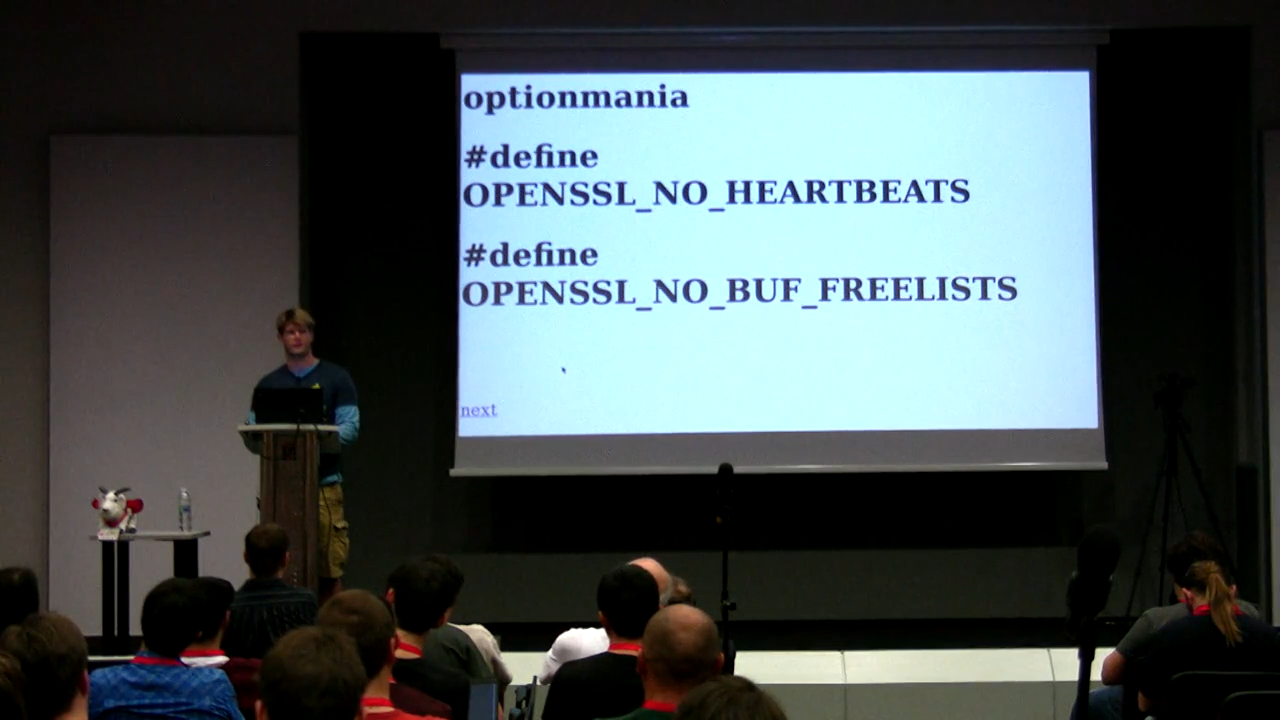 optionmania
#define
OPENSSL_NO_HEARTBEATS
#define
OPENSSL_NO_BUF_FREELISTS
next